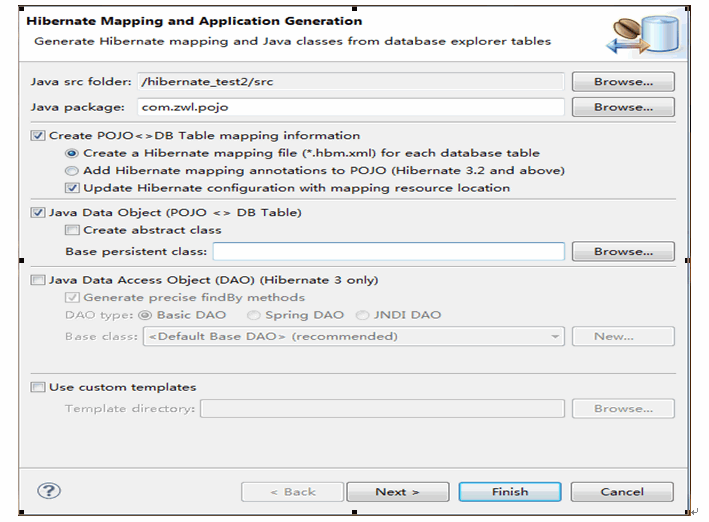 Hibernate Mapping and Application Generation
Generate Hibernate mapping and Java classes from database explorer tables
Java src folder: /hibernate_test2/src Browse...
Java package: com.zwl.pojo Browse...
Create POJO<>DB Table mapping information
Create a Hibernate mapping file (*.hbm.xml) for each database table
Add Hibernate mapping annotations to POJO (Hibernate 3.2 and above)
Update Hibernate configuration with mapping resource location
Java Data Object (POJO <> DB Table)
Create abstract class
Base persistent class: Browse...
Java Data Access Object (DAO) (Hibernate 3 only)
Generate precise findBy methods
DAO type: Basic DAO Spring DAO JNDI DAO
Base class: <Default Base DAO> (recommended) New...
Use custom templates
Template directory: Browse...
? < Back Next > Finish Cancel